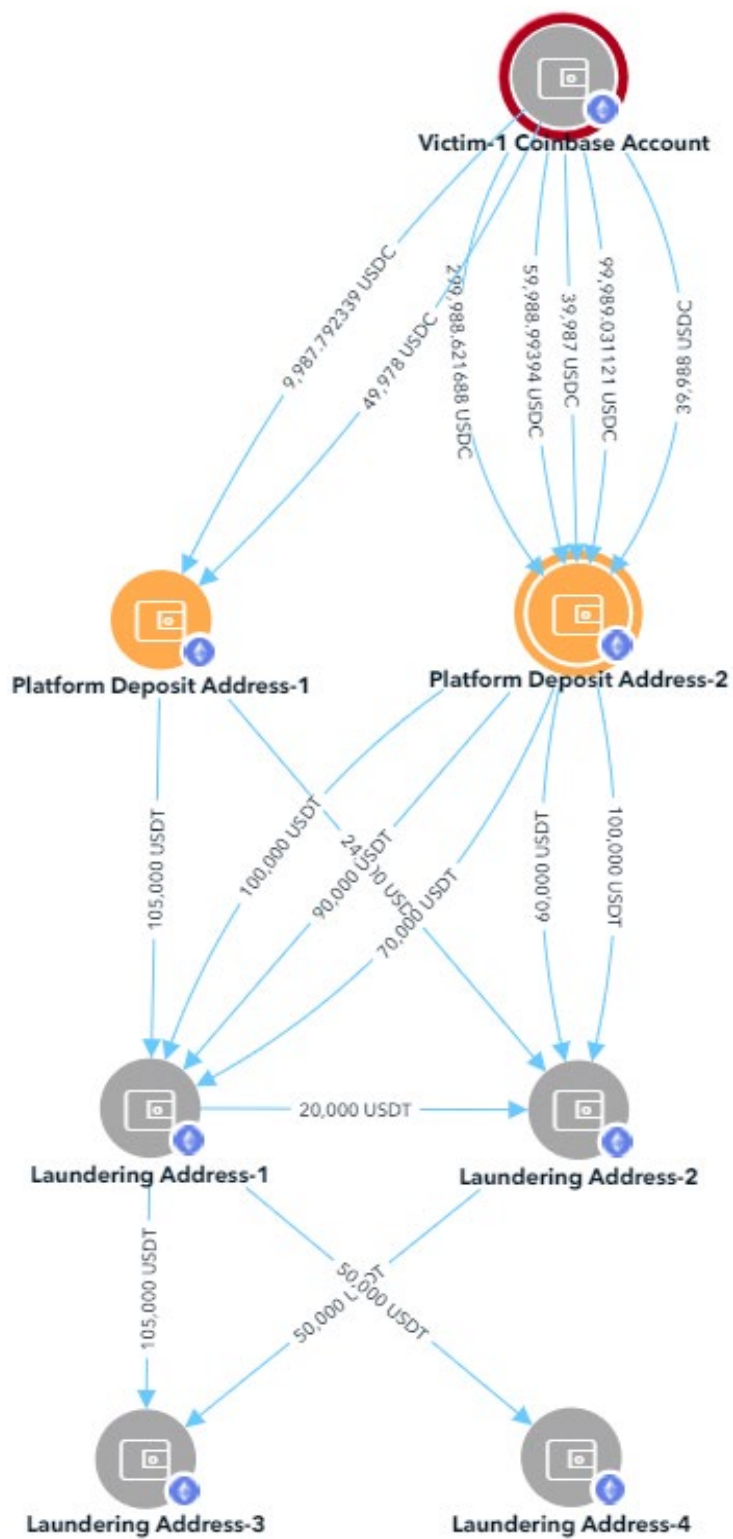 Victim-1 Coinbase Account
9,987.792339 USDC
49,978 USDC
299,988.621688 USDC
59,988.99394 USDC
39,987 USDC
99,989.031121 USDC
39,988 USDC
Platform Deposit Address-1
Platform Deposit Address-2
105,000 USDT
100,000 USDT
90,000 USDT
70,000 USDT
60,000 USDT
100,000 USDT
20,000 USDT
Laundering Address-1
Laundering Address-2
105,000 USDT
50,000
50,000 USDT
Laundering Address-3
Laundering Address-4